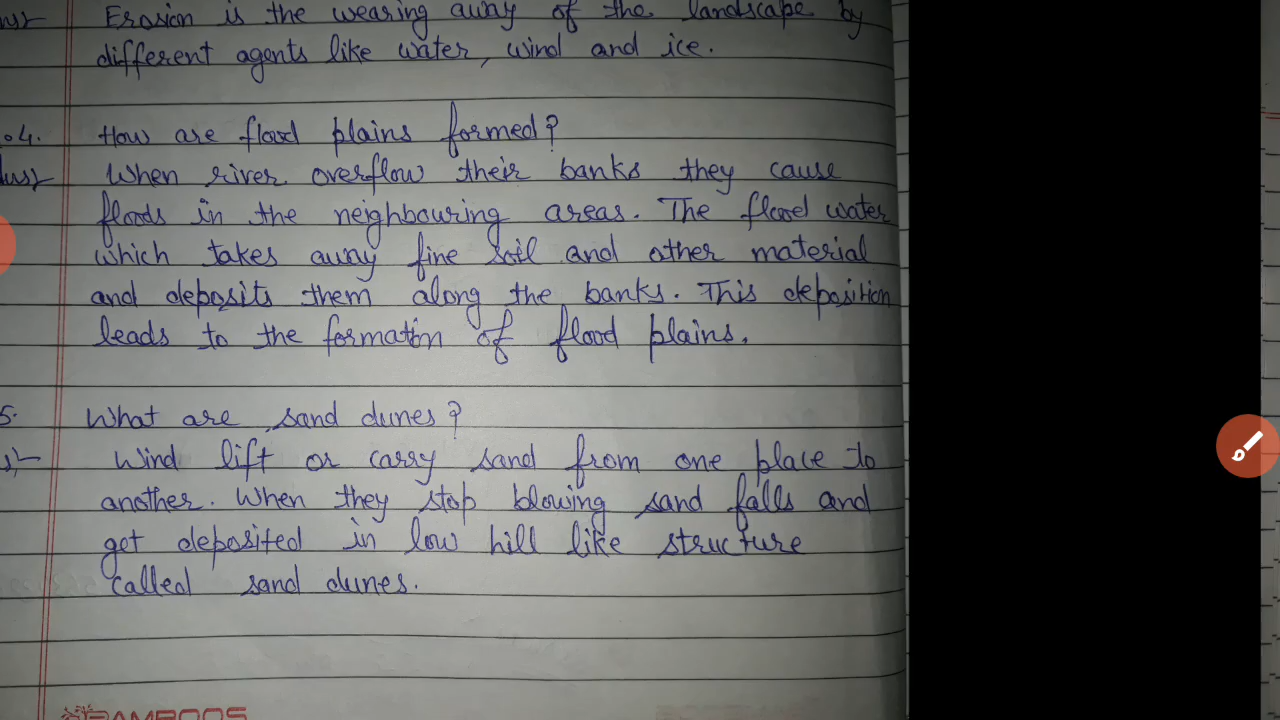 Ans Erosion is the wearing away of the landscape by
different agents like water, wind and ice.
o4. How are flood plains formed?
Ans When river overflow their banks they cause
floods in the neighbouring areas. The flood water
which takes away fine soil and other material
and deposits them along the banks. This deposition
leads to the formation of flood plains.
5. What are sand dunes?
Wind lift or carry sand from one place to
another. When they stop blowing sand falls and
get deposited in low hill like structure
called sand dunes.